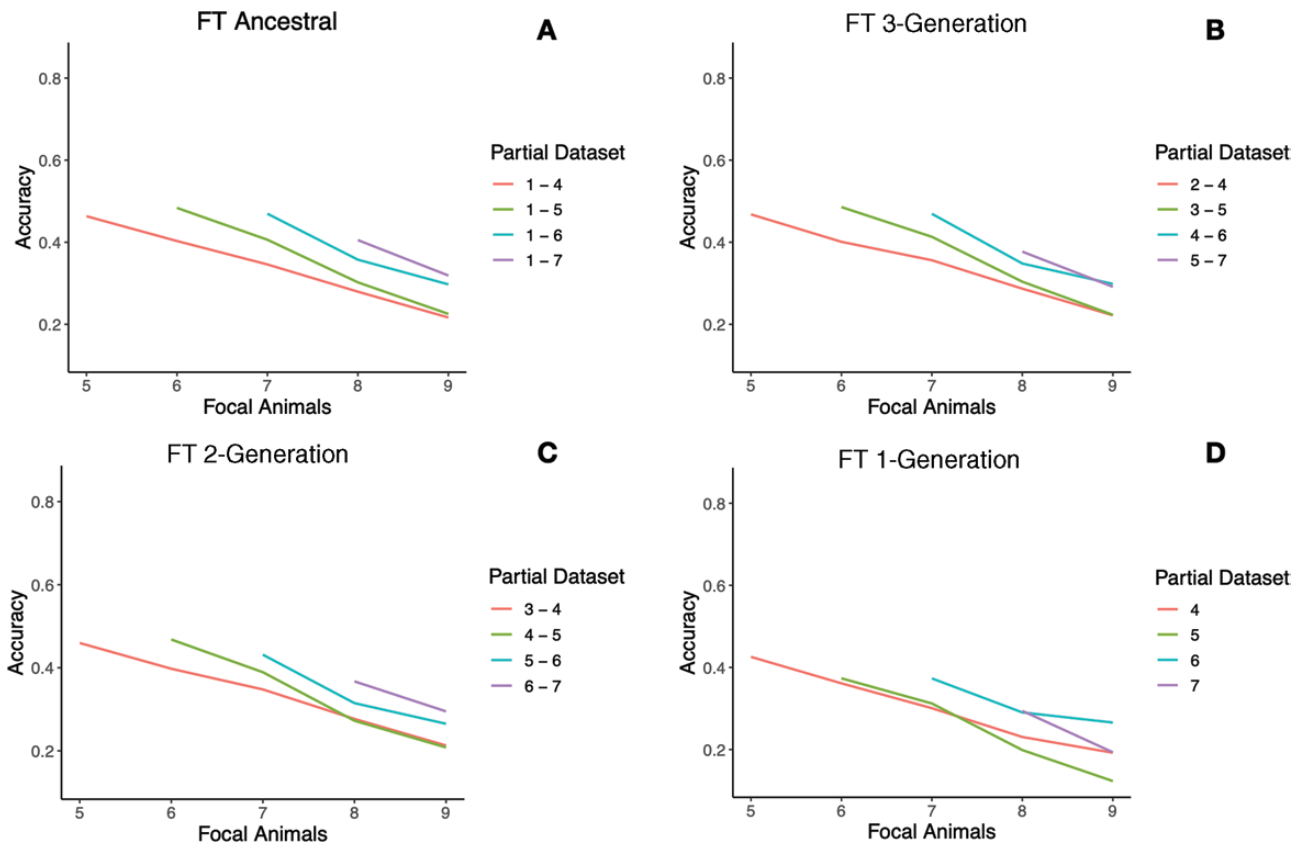 FT Ancestral
A
Accuracy
0.8
0.6
0.4
0.2
5 6 7 8 9
Focal Animals
Partial Dataset
1 – 4
1 – 5
1 – 6
1 – 7
FT 3-Generation
B
Accuracy
0.8
0.6
0.4
0.2
5 6 7 8 9
Focal Animals
Partial Dataset
2 – 4
3 – 5
4 – 6
5 – 7
FT 2-Generation
C
Accuracy
0.8
0.6
0.4
0.2
5 6 7 8 9
Focal Animals
Partial Dataset
3 – 4
4 – 5
5 – 6
6 – 7
FT 1-Generation
D
Accuracy
0.8
0.6
0.4
0.2
5 6 7 8 9
Focal Animals
Partial Dataset
4
5
6
7